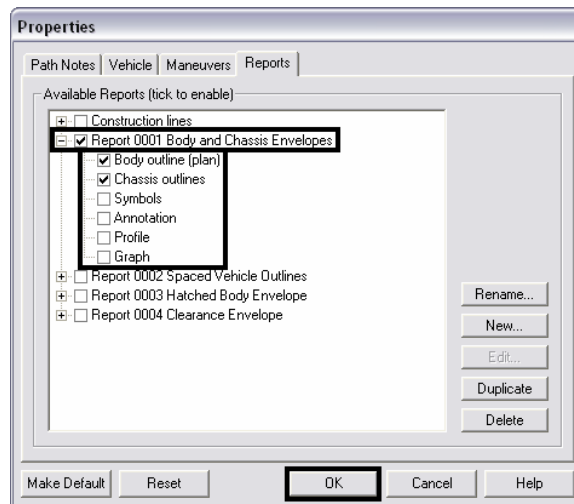 Properties
Path Notes Vehicle Maneuvers Reports
Available Reports (tick to enable)
Construction lines
Report 0001 Body and Chassis Envelopes
Body outline (plan)
Chassis outlines
Symbols
Annotation
Profile
Graph
Report 0002 Spaced Vehicle Outlines
Report 0003 Hatched Body Envelope
Report 0004 Clearance Envelope
Rename...
New...
Edit...
Duplicate
Delete
Make Default Reset OK Cancel Help